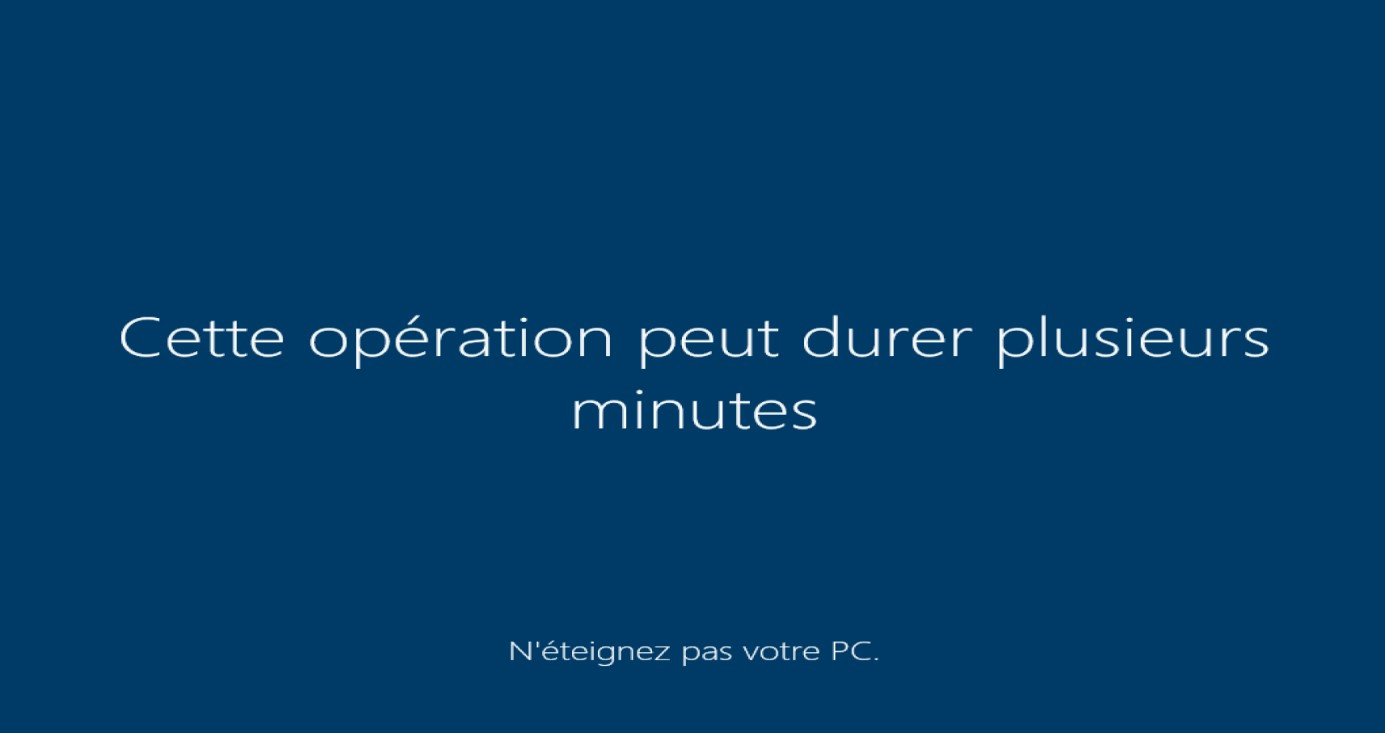 Cette opération peut durer plusieurs
minutes
N'éteignez pas votre PC.